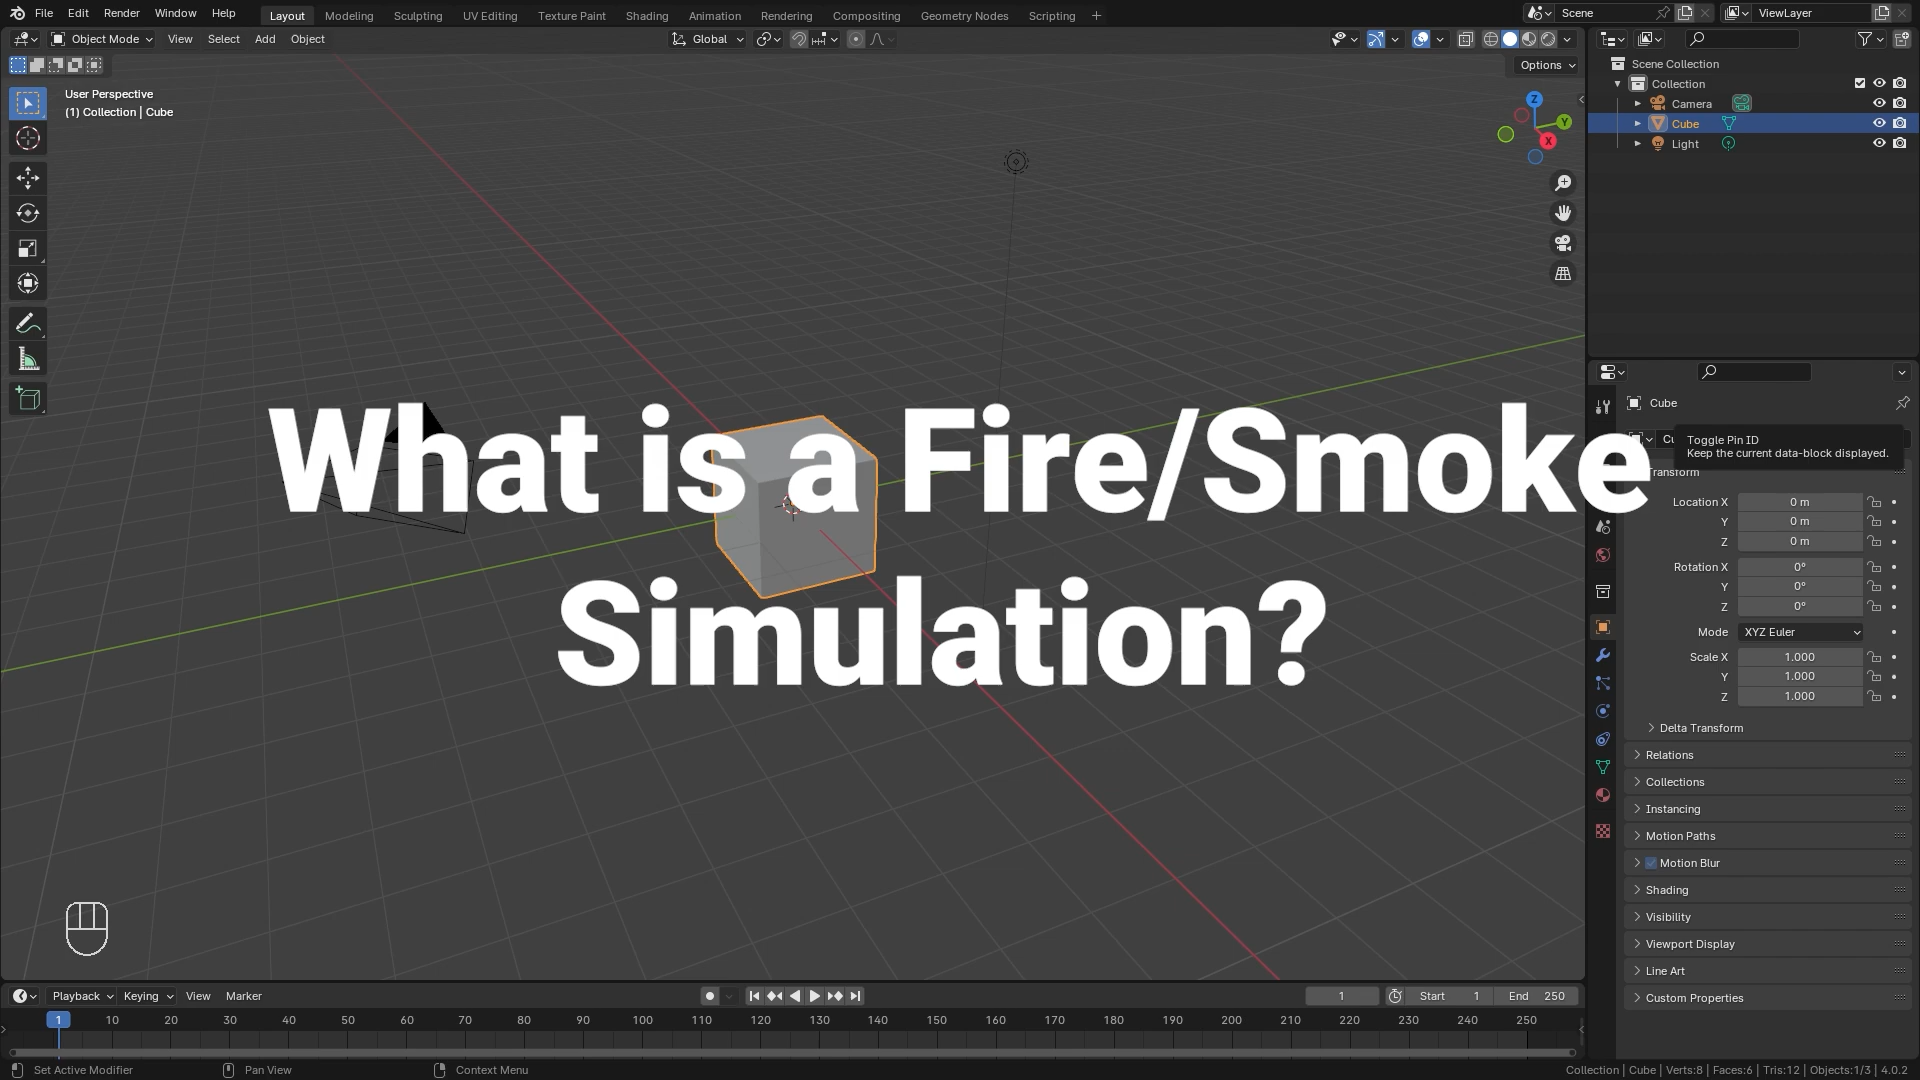 File Edit Render Window Help Layout Modeling Sculpting UV Editing Texture Paint Shading Animation Rendering Compositing Geometry Nodes Scripting + Scene ViewLayer
Object Mode View Select Add Object Global
Options
User Perspective
(1) Collection | Cube
Z
Y
X
Scene Collection
Collection
Camera
Cube
Light
What is a Fire/Smoke
Simulation?
Cube
Cu
Toggle Pin ID
Keep the current data-block displayed.
Transform
Location X 0 m
Y 0 m
Z 0 m
Rotation X 0°
Y 0°
Z 0°
Mode XYZ Euler
Scale X 1.000
Y 1.000
Z 1.000
Delta Transform
Relations
Collections
Instancing
Motion Paths
Motion Blur
Shading
Visibility
Viewport Display
Line Art
Custom Properties
Playback Keying View Marker 1 Start 1 End 250
1 10 20 30 40 50 60 70 80 90 100 110 120 130 140 150 160 170 180 190 200 210 220 230 240 250
Set Active Modifier Pan View Context Menu Collection | Cube | Verts:8 | Faces:6 | Tris:12 | Objects:1/3 | 4.0.2